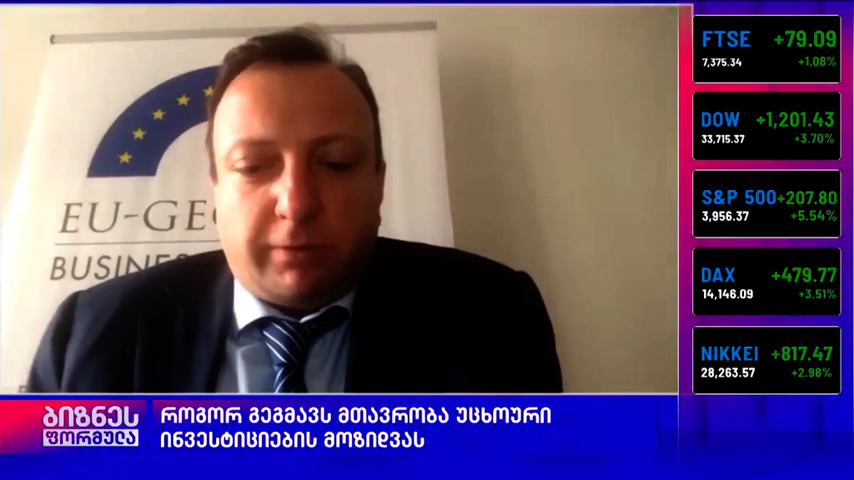 EU-GE
BUSINES
FTSE +79.09
7,375.34 +1.08%
DOW +1,201.43
33,715.37 +3.70%
S&P 500 +207.80
3,956.37 +5.54%
DAX +479.77
14,146.09 +3.51%
NIKKEI +817.47
28,263.57 +2.98%
ბიზნეს
ფორმულა
როგორ გეგმავს მთავრობა უცხოური
ინვესტიციების მოზიდვას